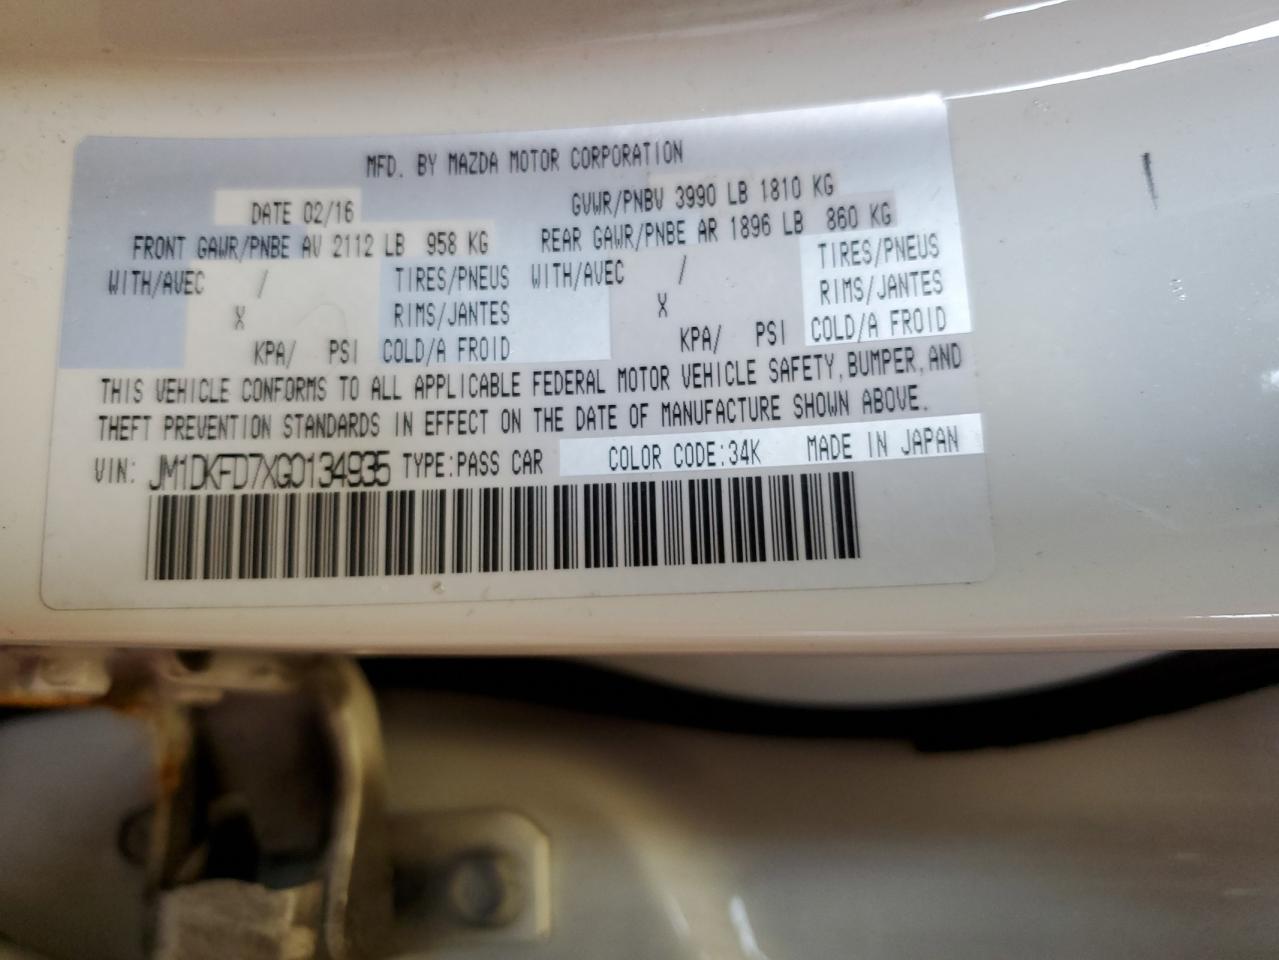 MFD. BY MAZDA MOTOR CORPORATION
DATE 02/16 GVWR/PNBV 3990 LB 1810 KG
FRONT GAWR/PNBE AV 2112 LB 958 KG REAR GAWR/PNBE AR 1896 LB 860 KG
WITH/AVEC / TIRES/PNEUS WITH/AVEC / TIRES/PNEUS
X RIMS/JANTES X RIMS/JANTES
KPA/ PSI COLD/A FROID KPA/ PSI COLD/A FROID
THIS VEHICLE CONFORMS TO ALL APPLICABLE FEDERAL MOTOR VEHICLE SAFETY, BUMPER, AND
THEFT PREVENTION STANDARDS IN EFFECT ON THE DATE OF MANUFACTURE SHOWN ABOVE.
VIN: JM1DKFD7XG0134935 TYPE:PASS CAR COLOR CODE:34K MADE IN JAPAN